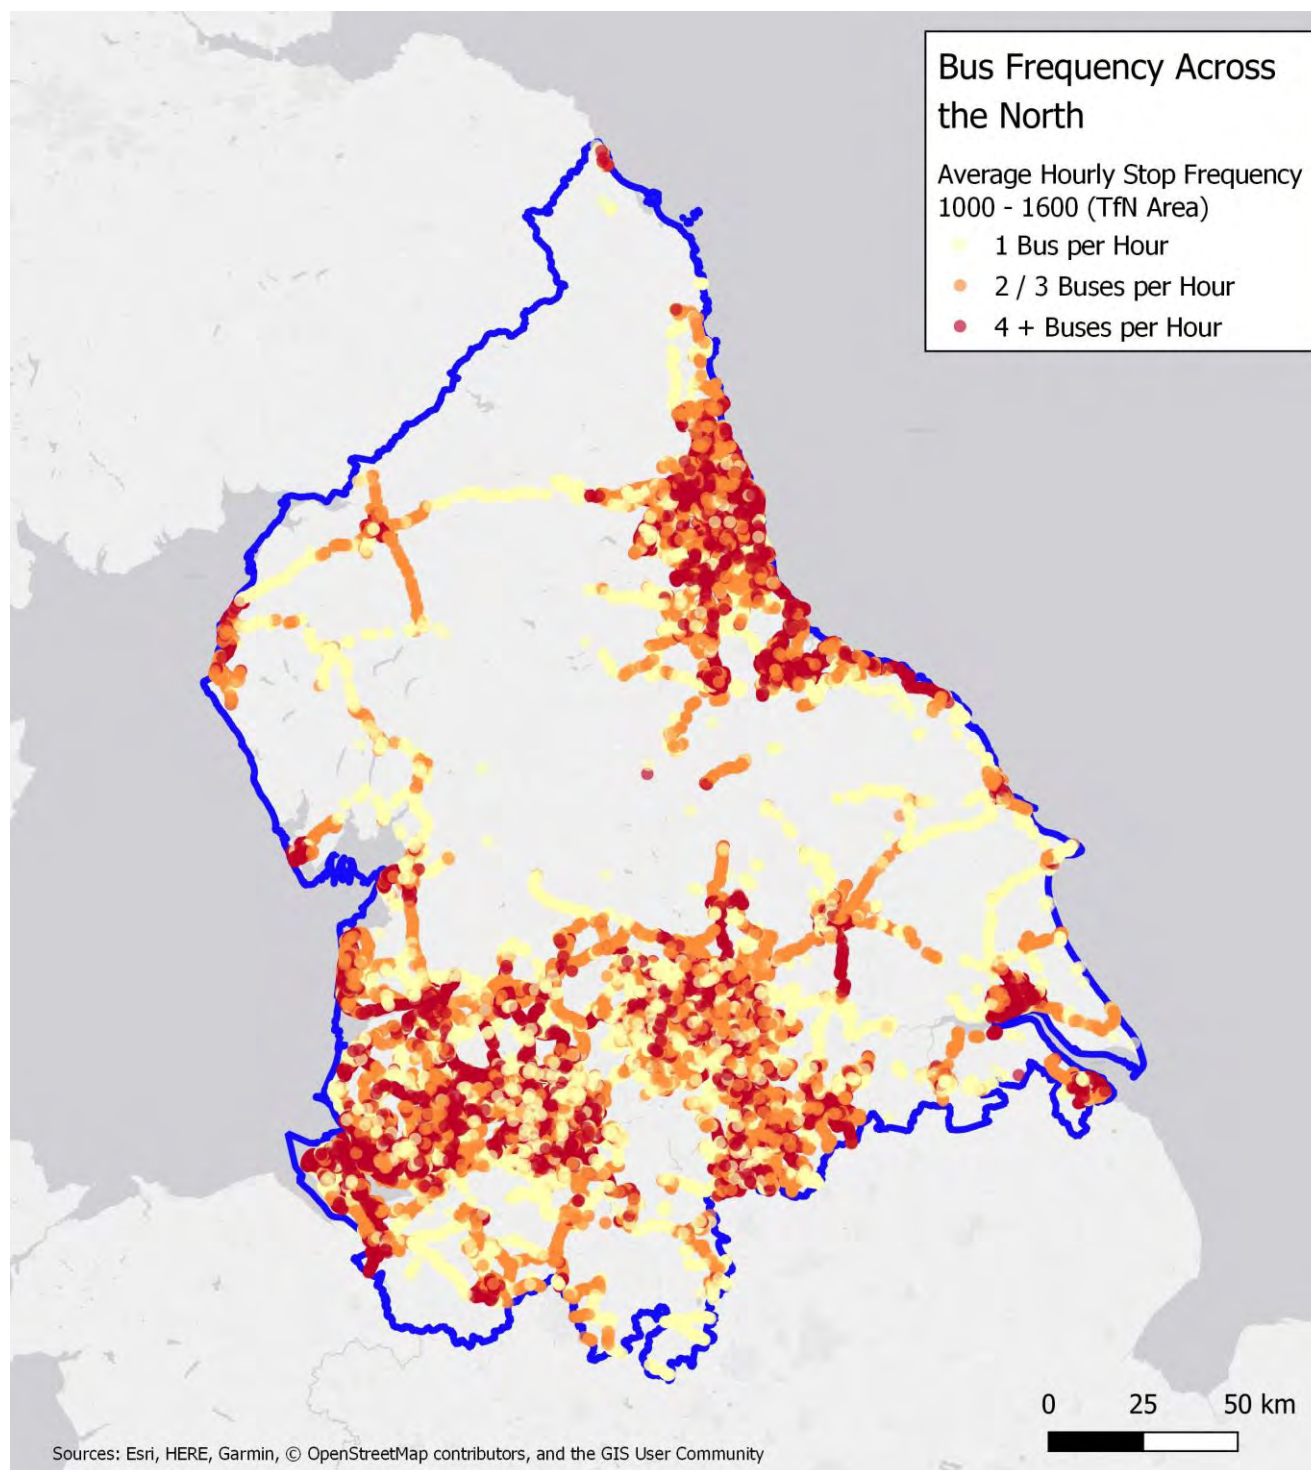 Bus Frequency Across
the North
Average Hourly Stop Frequency
1000 - 1600 (TfN Area)
1 Bus per Hour
2 / 3 Buses per Hour
4 + Buses per Hour
0 25 50 km
Sources: Esri, HERE, Garmin, © OpenStreetMap contributors, and the GIS User Community